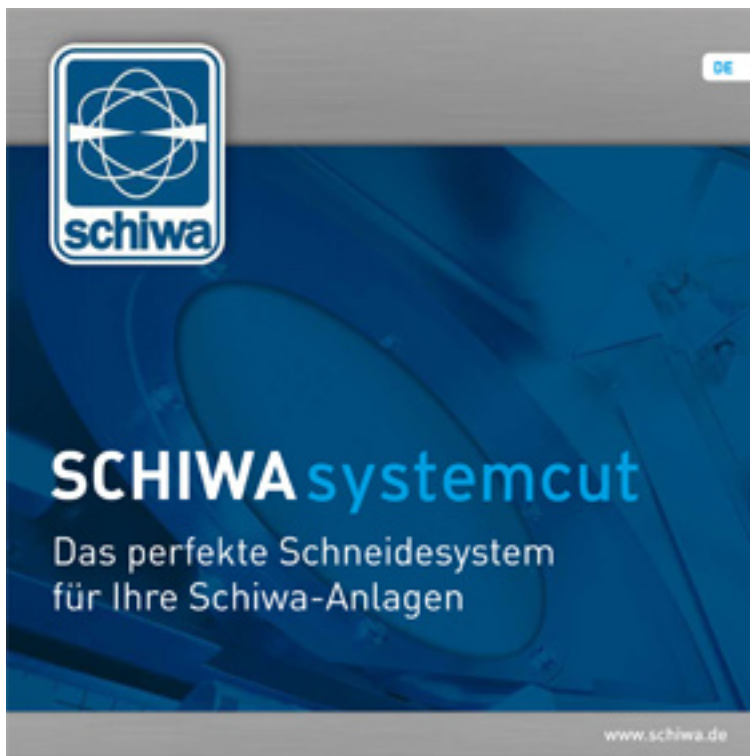 DE
schiwa
SCHIWA systemcut
Das perfekte Schneidesystem
für Ihre Schiwa-Anlagen
www.schiwa.de